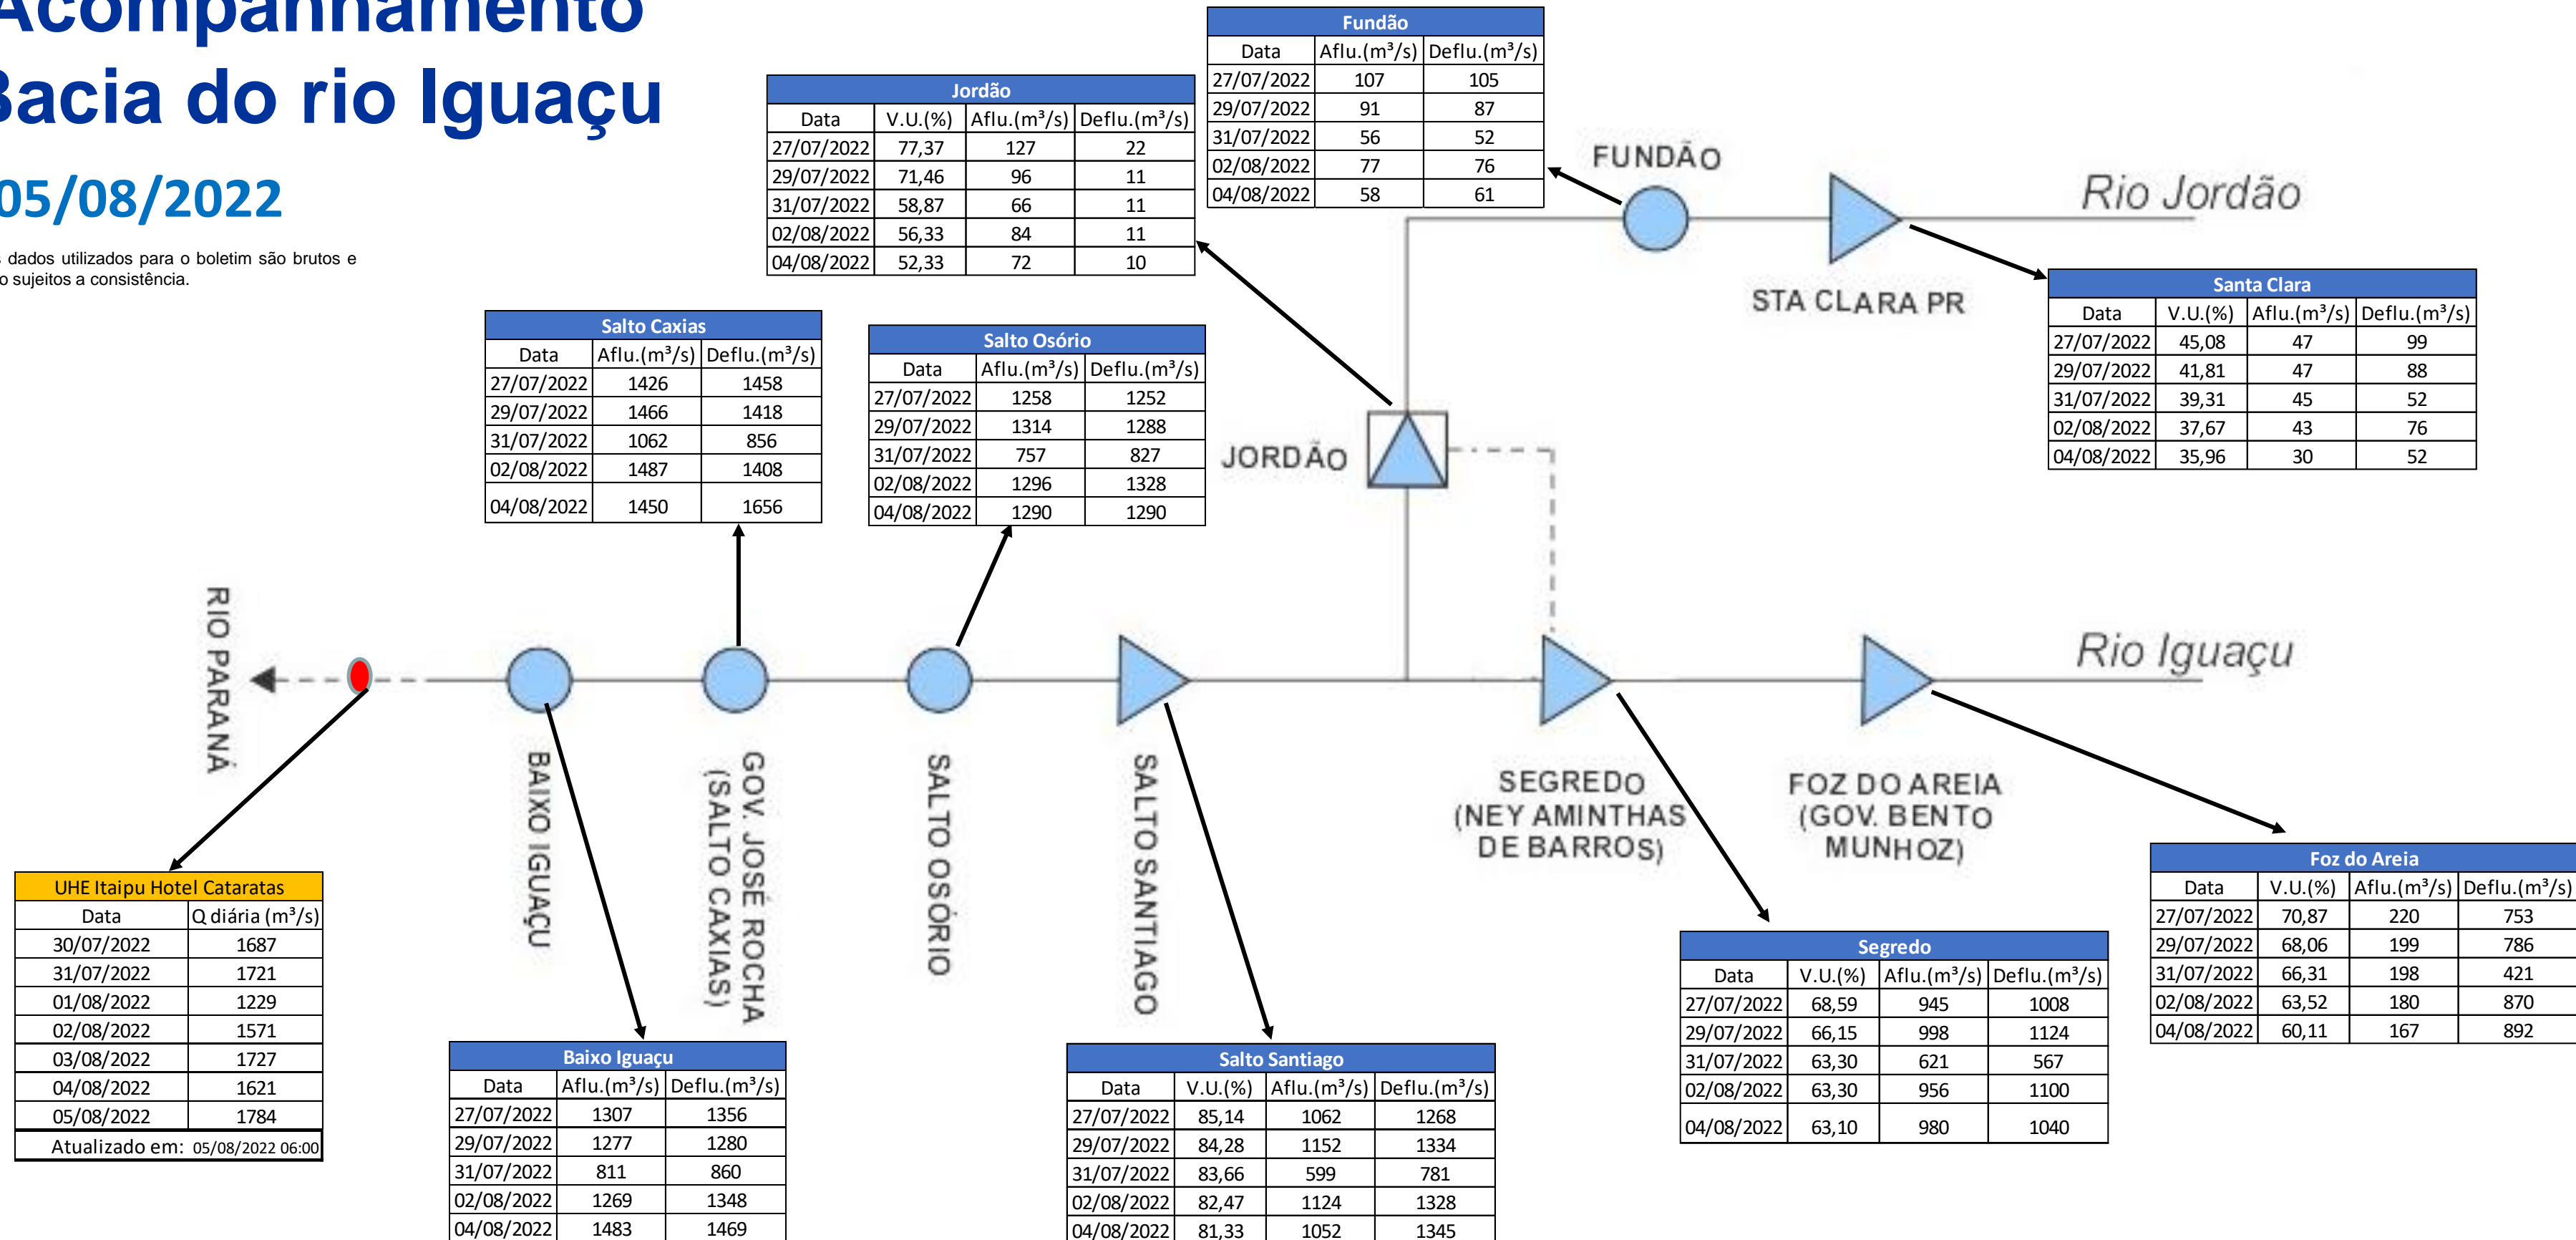 Acompanhamento
Bacia do rio Iguaçu
05/08/2022
s dados utilizados para o boletim são brutos e
o sujeitos a consistência.
Fundão
Data Aflu.(m³/s) Deflu.(m³/s)
27/07/2022 107 105
29/07/2022 91 87
31/07/2022 56 52
02/08/2022 77 76
04/08/2022 58 61
Jordão
Data V.U.(%) Aflu.(m³/s) Deflu.(m³/s)
27/07/2022 77,37 127 22
29/07/2022 71,46 96 11
31/07/2022 58,87 66 11
02/08/2022 56,33 84 11
04/08/2022 52,33 72 10
FUNDÃO
STA CLARA PR
Rio Jordão
Santa Clara
Data V.U.(%) Aflu.(m³/s) Deflu.(m³/s)
27/07/2022 45,08 47 99
29/07/2022 41,81 47 88
31/07/2022 39,31 45 52
02/08/2022 37,67 43 76
04/08/2022 35,96 30 52
Salto Caxias
Data Aflu.(m³/s) Deflu.(m³/s)
27/07/2022 1426 1458
29/07/2022 1466 1418
31/07/2022 1062 856
02/08/2022 1487 1408
04/08/2022 1450 1656
Salto Osório
Data Aflu.(m³/s) Deflu.(m³/s)
27/07/2022 1258 1252
29/07/2022 1314 1288
31/07/2022 757 827
02/08/2022 1296 1328
04/08/2022 1290 1290
JORDÃO
RIO PARANÁ
BAIXO IGUAÇU
GOV. JOSÉ ROCHA
(SALTO CAXIAS)
SALTO OSÓRIO
SALTO SANTIAGO
SEGREDO
(NEY AMINTHAS
DE BARROS)
FOZ DO AREIA
(GOV. BENTO
MUNHOZ)
Rio Iguaçu
UHE Itaipu Hotel Cataratas
Data Q diária (m³/s)
30/07/2022 1687
31/07/2022 1721
01/08/2022 1229
02/08/2022 1571
03/08/2022 1727
04/08/2022 1621
05/08/2022 1784
Atualizado em: 05/08/2022 06:00
Baixo Iguaçu
Data Aflu.(m³/s) Deflu.(m³/s)
27/07/2022 1307 1356
29/07/2022 1277 1280
31/07/2022 811 860
02/08/2022 1269 1348
04/08/2022 1483 1469
Salto Santiago
Data V.U.(%) Aflu.(m³/s) Deflu.(m³/s)
27/07/2022 85,14 1062 1268
29/07/2022 84,28 1152 1334
31/07/2022 83,66 599 781
02/08/2022 82,47 1124 1328
04/08/2022 81,33 1052 1345
Segredo
Data V.U.(%) Aflu.(m³/s) Deflu.(m³/s)
27/07/2022 68,59 945 1008
29/07/2022 66,15 998 1124
31/07/2022 63,30 621 567
02/08/2022 63,30 956 1100
04/08/2022 63,10 980 1040
Foz do Areia
Data V.U.(%) Aflu.(m³/s) Deflu.(m³/s)
27/07/2022 70,87 220 753
29/07/2022 68,06 199 786
31/07/2022 66,31 198 421
02/08/2022 63,52 180 870
04/08/2022 60,11 167 892